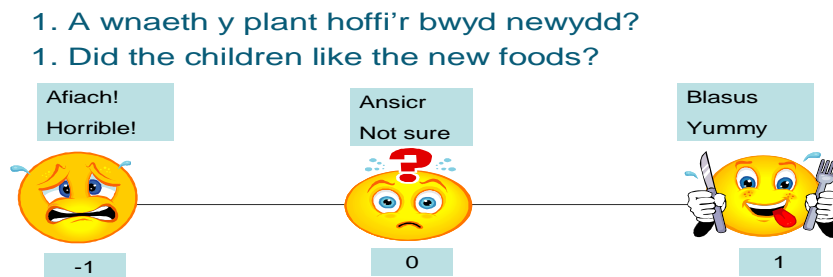 1. A wnaeth y plant hoffi’r bwyd newydd?
1. Did the children like the new foods?
Afiach!
Horrible!
Ansicr
Not sure
Blasus
Yummy
?
-1
0
1